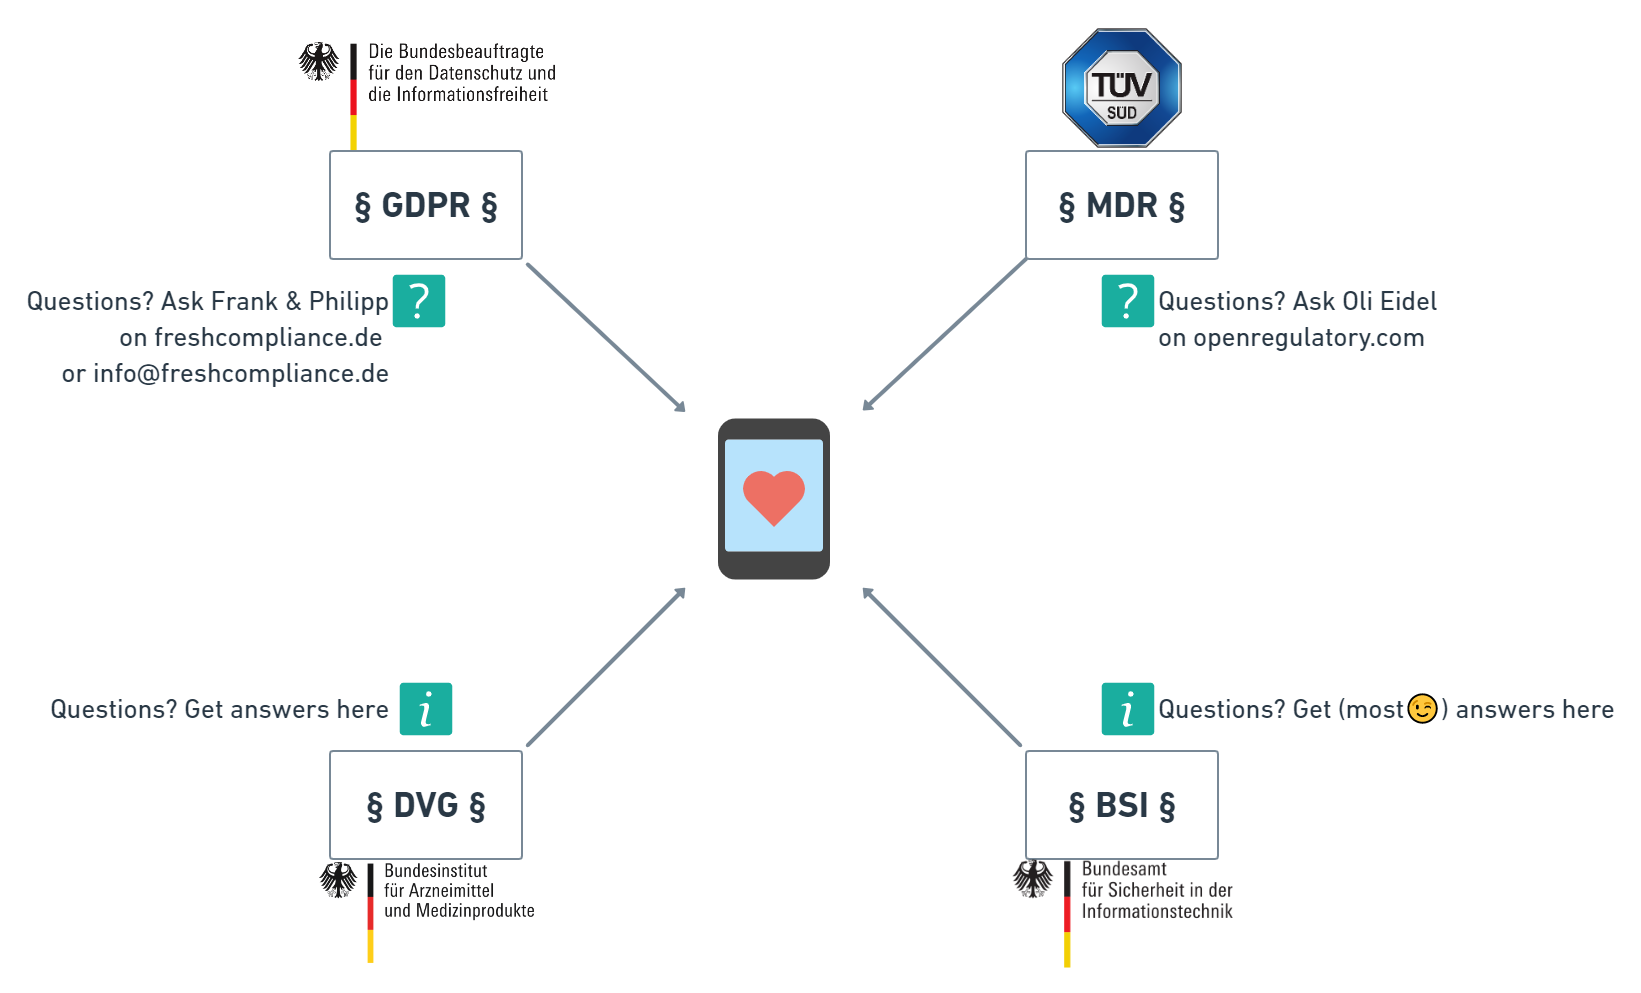 Die Bundesbeauftragte
für den Datenschutz und
die Informationsfreiheit
§ GDPR §
Questions? Ask Frank & Philipp
on freshcompliance.de
or info@freshcompliance.de
?
TÜV
SÜD
§ MDR §
?
Questions? Ask Oli Eidel
on openregulatory.com
Questions? Get answers here
i
§ DVG §
Bundesinstitut
für Arzneimittel
und Medizinprodukte
i
Questions? Get (most😉) answers here
§ BSI §
Bundesamt
für Sicherheit in der
Informationstechnik